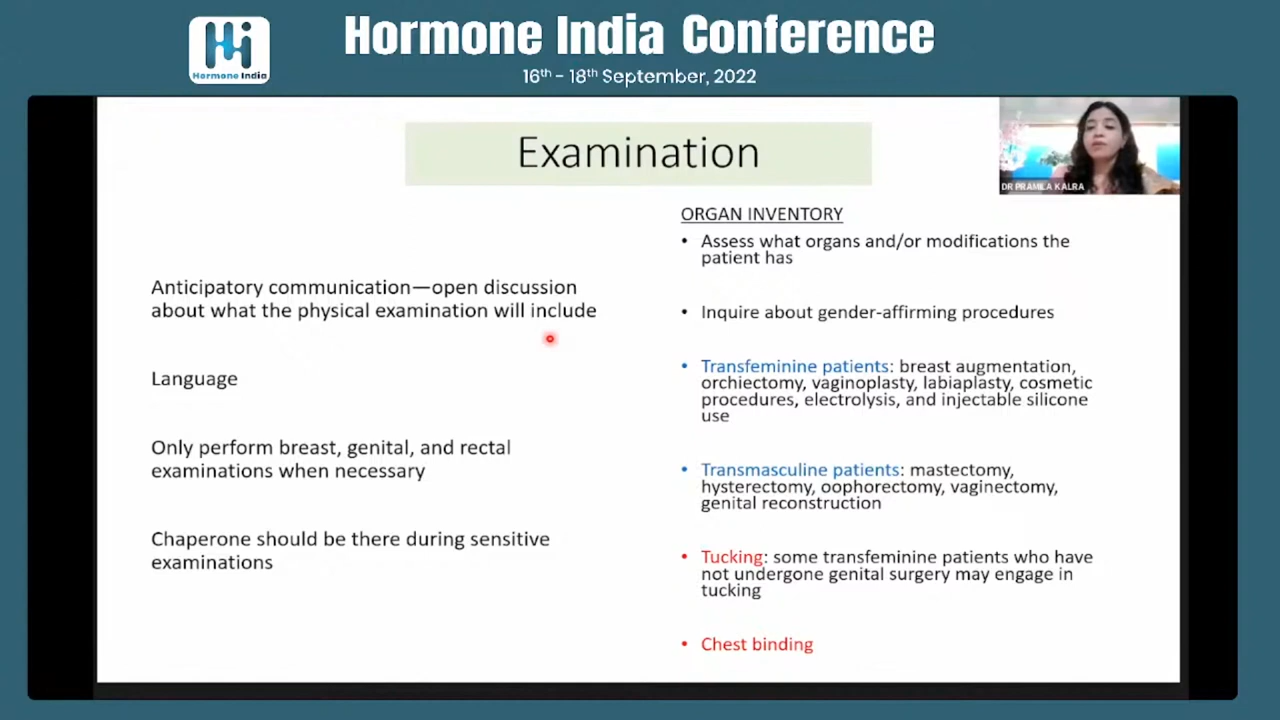 Hormone India
Hormone India Conference
16th - 18th September, 2022
Examination
DR PRAMILA KALRA
Anticipatory communication—open discussion
about what the physical examination will include
Language
Only perform breast, genital, and rectal
examinations when necessary
Chaperone should be there during sensitive
examinations
ORGAN INVENTORY
• Assess what organs and/or modifications the
patient has
• Inquire about gender-affirming procedures
• Transfeminine patients: breast augmentation,
orchiectomy, vaginoplasty, labiaplasty, cosmetic
procedures, electrolysis, and injectable silicone
use
• Transmasculine patients: mastectomy,
hysterectomy, oophorectomy, vaginectomy,
genital reconstruction
• Tucking: some transfeminine patients who have
not undergone genital surgery may engage in
tucking
• Chest binding